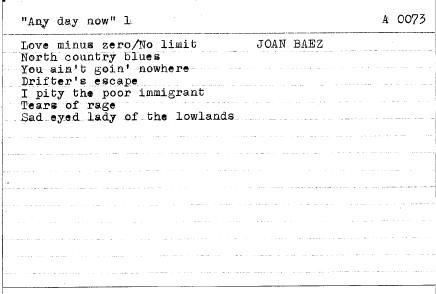 "Any day now" 1 A 0073
Love minus zero/No limit JOAN BAEZ
North country blues
You ain't goin' nowhere
Drifter's escape
I pity the poor immigrant
Tears of rage
Sad eyed lady of the lowlands